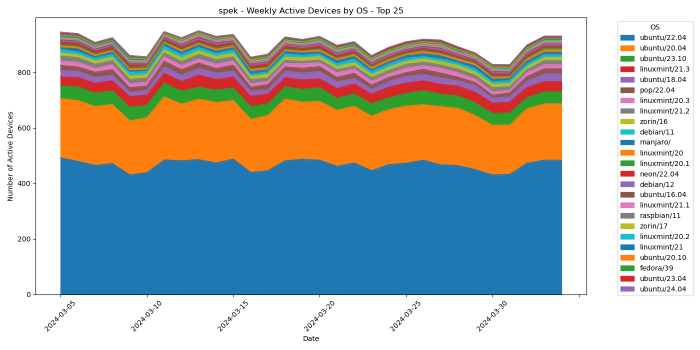 spek - Weekly Active Devices by OS - Top 25
Number of Active Devices
800
600
400
200
0
2024-03-05
2024-03-10
2024-03-15
2024-03-20
2024-03-25
2024-03-30
Date
OS
ubuntu/22.04
ubuntu/20.04
ubuntu/23.10
linuxmint/21.3
ubuntu/18.04
pop/22.04
linuxmint/20.3
linuxmint/21.2
zorin/16
debian/11
manjaro/
linuxmint/20
linuxmint/20.1
neon/22.04
debian/12
ubuntu/16.04
linuxmint/21.1
raspbian/11
zorin/17
linuxmint/20.2
linuxmint/21
ubuntu/20.10
fedora/39
ubuntu/23.04
ubuntu/24.04